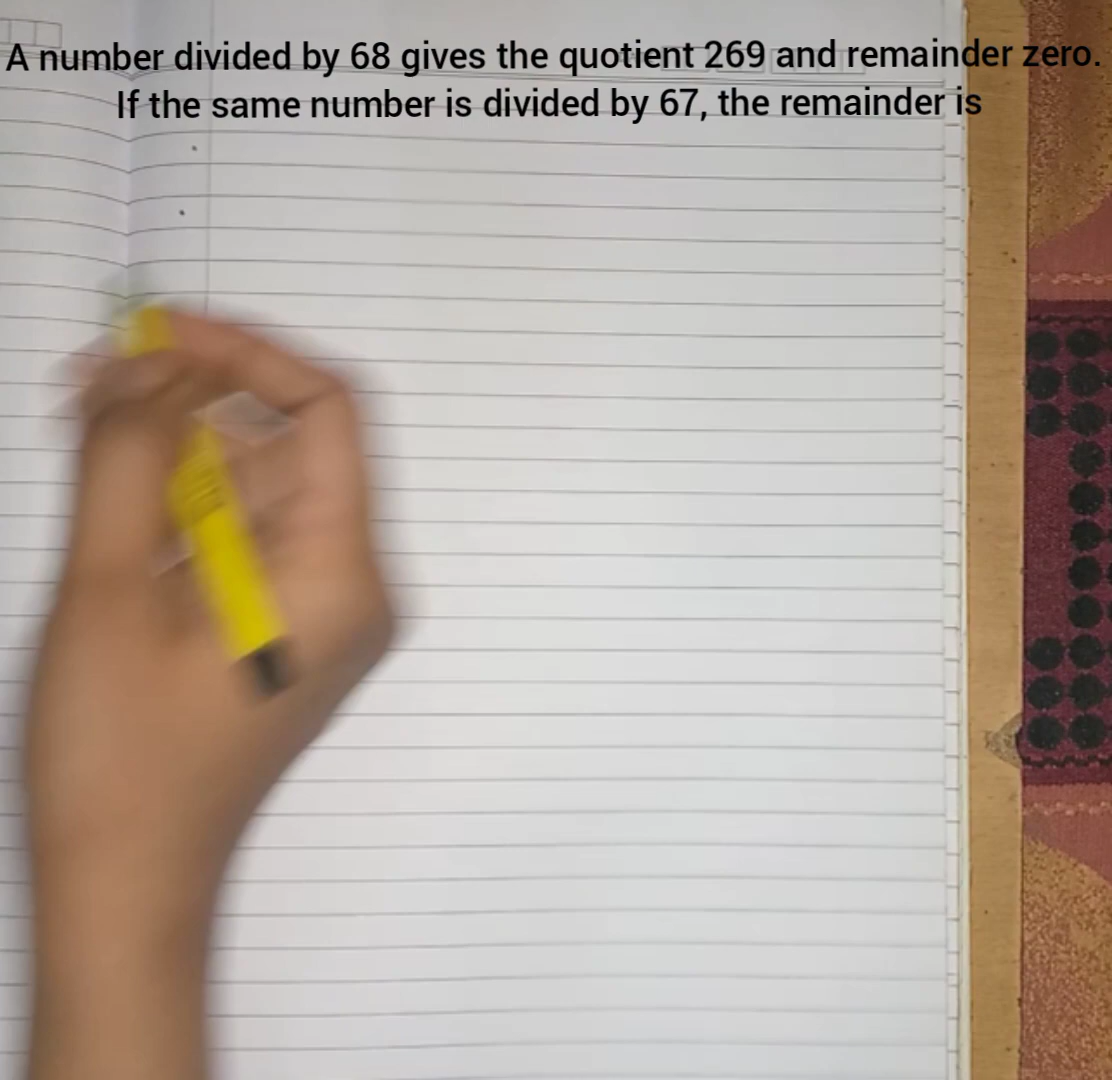 A number divided by 68 gives the quotient 269 and remainder zero.
If the same number is divided by 67, the remainder is